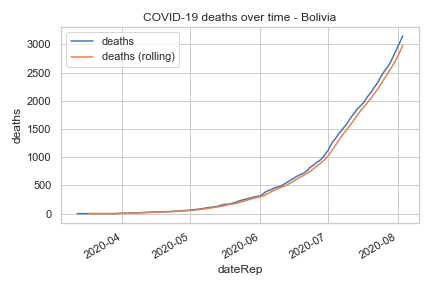 COVID-19 deaths over time - Bolivia
deaths
deaths (rolling)
3000
2500
2000
1500
1000
500
0
deaths
2020-04
2020-05
2020-06
2020-07
2020-08
dateRep